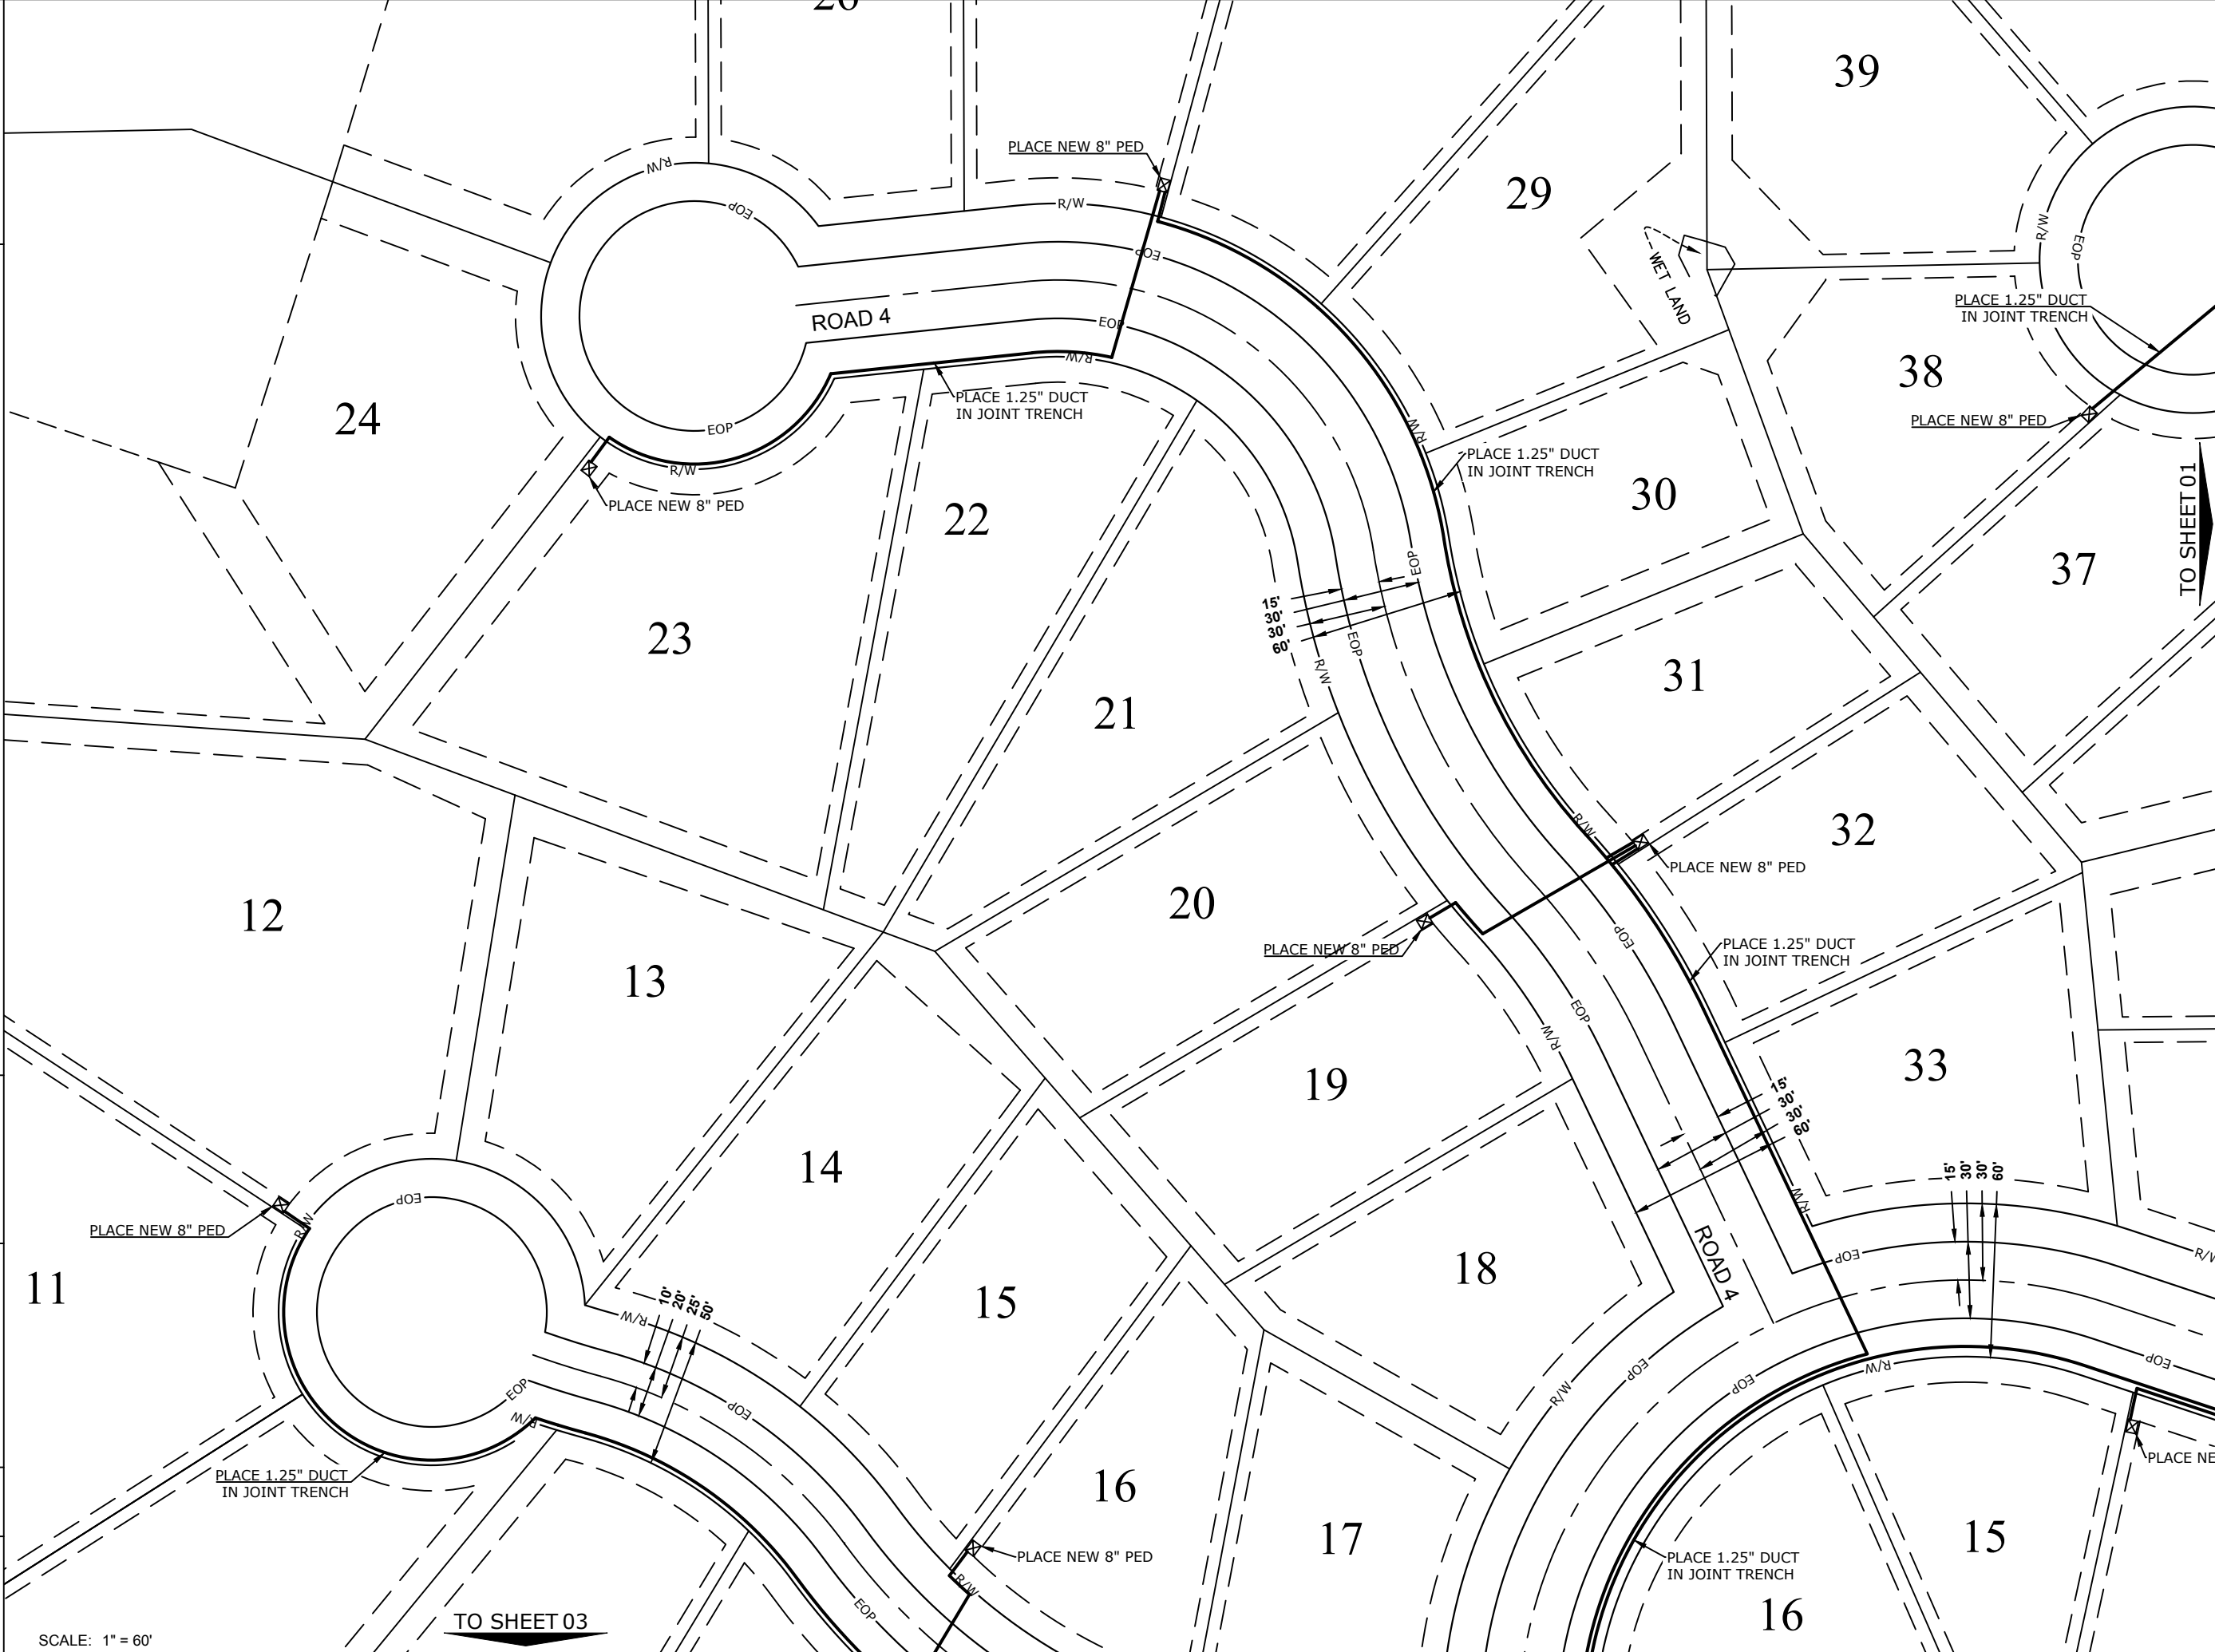 26
39
PLACE NEW 8" PED
R/W
EOP
R/W
29
R/W
EOP
EOP
WET LAND
PLACE 1.25" DUCT
IN JOINT TRENCH
ROAD 4
EOP
R/W
38
PLACE 1.25" DUCT
IN JOINT TRENCH
24
EOP
R/W
PLACE NEW 8" PED
R/W
PLACE 1.25" DUCT
IN JOINT TRENCH
30
PLACE NEW 8" PED
22
TO SHEET 01
EOP
37
15'
30'
30'
60'
23
EOP
R/W
31
21
R/W
32
PLACE NEW 8" PED
12
20
PLACE NEW 8" PED
EOP
PLACE 1.25" DUCT
IN JOINT TRENCH
13
EOP
R/W
19
33
15'
30'
30'
60'
14
15'
30'
30'
60'
EOP
R/W
PLACE NEW 8" PED
R/W
ROAD 4
EOP
R/W
11
18
15
10'
20'
25'
50'
R/W
EOP
EOP
R/W
EOP
EOP
R/W
R/W
EOP
PLACE 1.25" DUCT
IN JOINT TRENCH
16
PLACE NE
17
15
PLACE NEW 8" PED
PLACE 1.25" DUCT
IN JOINT TRENCH
R/W
EOP
16
TO SHEET 03
SCALE: 1" = 60'